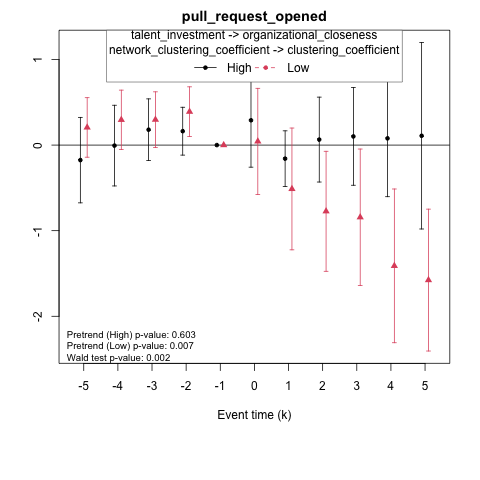 pull_request_opened
talent_investment -> organizational_closeness
network_clustering_coefficient -> clustering_coefficient
High Low
1
0
-1
-2
Pretrend (High) p-value: 0.603
Pretrend (Low) p-value: 0.007
Wald test p-value: 0.002
-5 -4 -3 -2 -1 0 1 2 3 4 5
Event time (k)